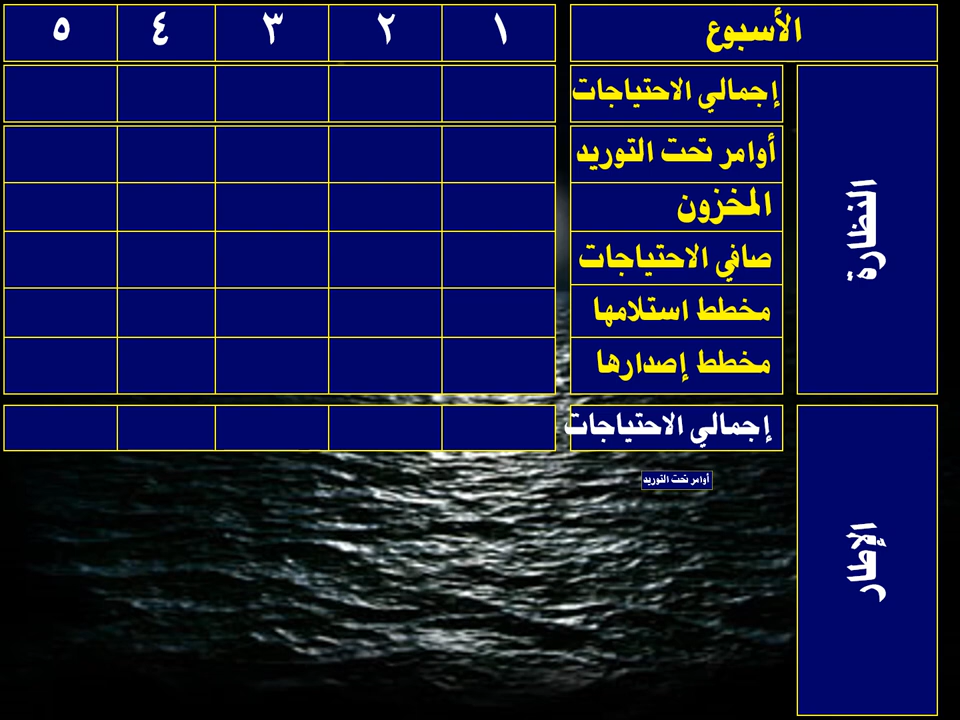 الأسبوع ١ ٢ ٣ ٤ ٥
النظارة
إجمالي الاحتياجات
أوامر تحت التوريد
المخزون
صافي الاحتياجات
مخطط استلامها
مخطط إصدارها
الإطار
إجمالي الاحتياجات
أوامر تحت التوريد